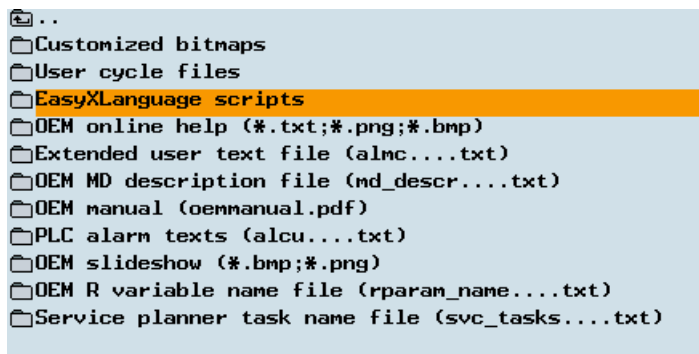 ..
Customized bitmaps
User cycle files
EasyXLanguage scripts
OEM online help (*.txt;*.png;*.bmp)
Extended user text file (almc....txt)
OEM MD description file (md_descr....txt)
OEM manual (oemmanual.pdf)
PLC alarm texts (alcu....txt)
OEM slideshow (*.bmp;*.png)
OEM R variable name file (rparam_name....txt)
Service planner task name file (svc_tasks....txt)